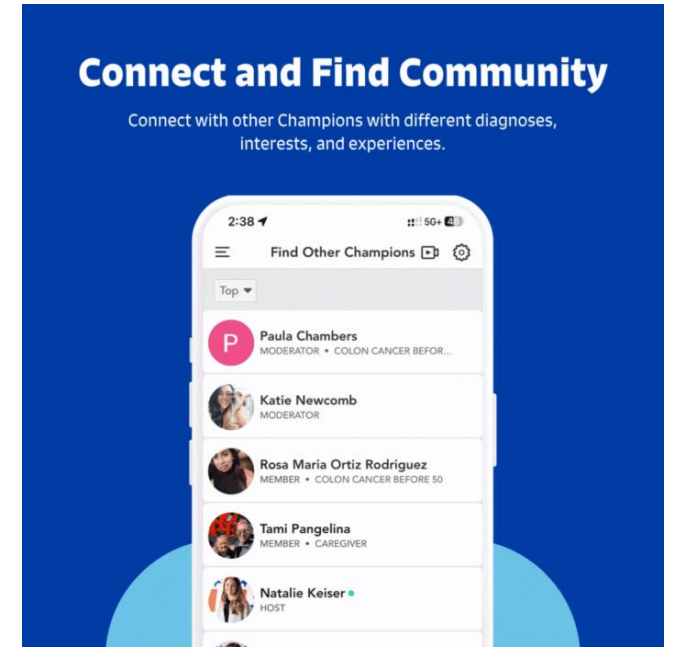 Connect and Find Community
Connect with other Champions with different diagnoses,
interests, and experiences.
2:38
5G+
Find Other Champions
Top
P
Paula Chambers
MODERATOR • COLON CANCER BEFOR...
Katie Newcomb
MODERATOR
Rosa Maria Ortiz Rodriguez
MEMBER • COLON CANCER BEFORE 50
Tami Pangelina
MEMBER • CAREGIVER
Natalie Keiser
HOST